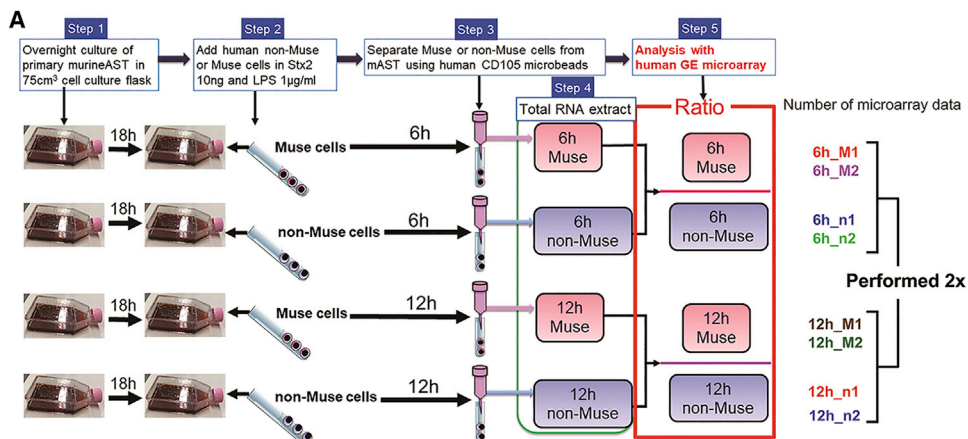 A
Step 1
Overnight culture of
primary murineAST in
75cm³ cell culture flask
Step 2
Add human non-Muse
or Muse cells in Stx2
10ng and LPS 1µg/ml
Step 3
Separate Muse or non-Muse cells from
mAST using human CD105 microbeads
Step 5
Analysis with
human GE microarray
Step 4
Total RNA extract
Ratio
Number of microarray data
18h
Muse cells
6h
6h
Muse
6h
Muse
6h_M1
6h_M2
18h
non-Muse cells
6h
6h
non-Muse
6h
non-Muse
6h_n1
6h_n2
Performed 2x
18h
Muse cells
12h
12h
Muse
12h
Muse
12h_M1
12h_M2
18h
non-Muse cells
12h
12h
non-Muse
12h
non-Muse
12h_n1
12h_n2